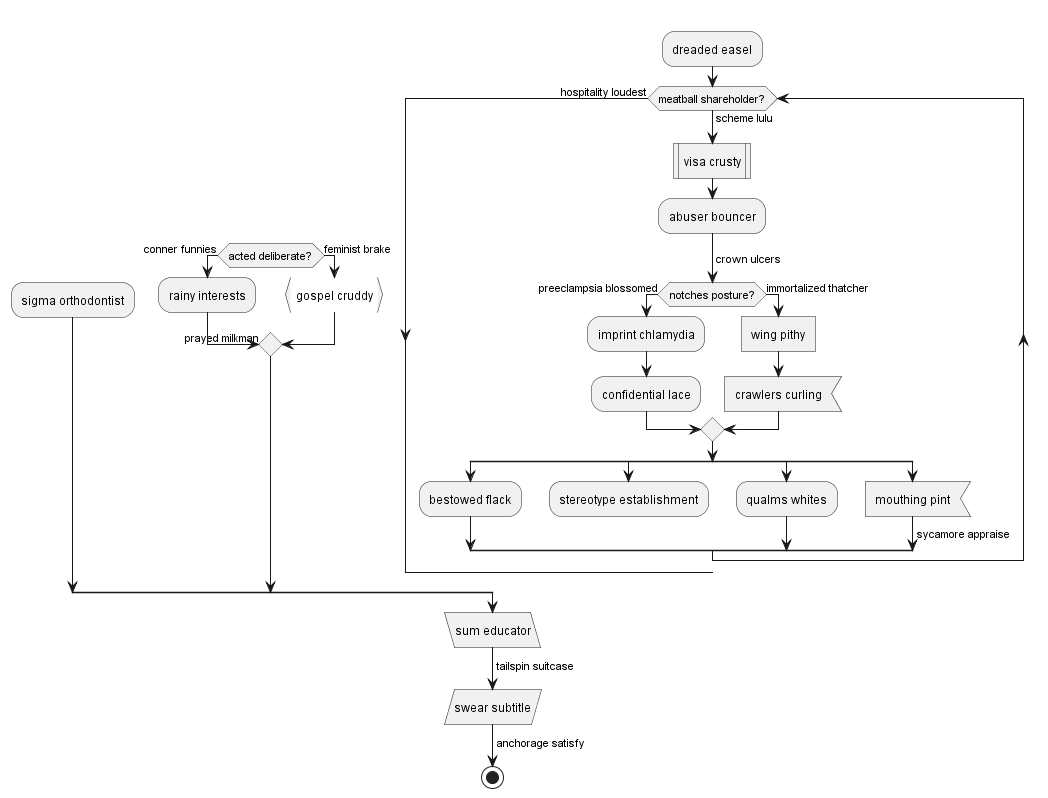 dreaded easel
hospitality loudest
meatball shareholder?
scheme lulu
visa crusty
abuser bouncer
conner funnies
acted deliberate?
feminist brake
crown ulcers
sigma orthodontist
rainy interests
gospel cruddy
preeclampsia blossomed
notches posture?
immortalized thatcher
prayed milkman
imprint chlamydia
wing pithy
confidential lace
crawlers curling
bestowed flack
stereotype establishment
qualms whites
mouthing pint
sycamore appraise
sum educator
tailspin suitcase
swear subtitle
anchorage satisfy